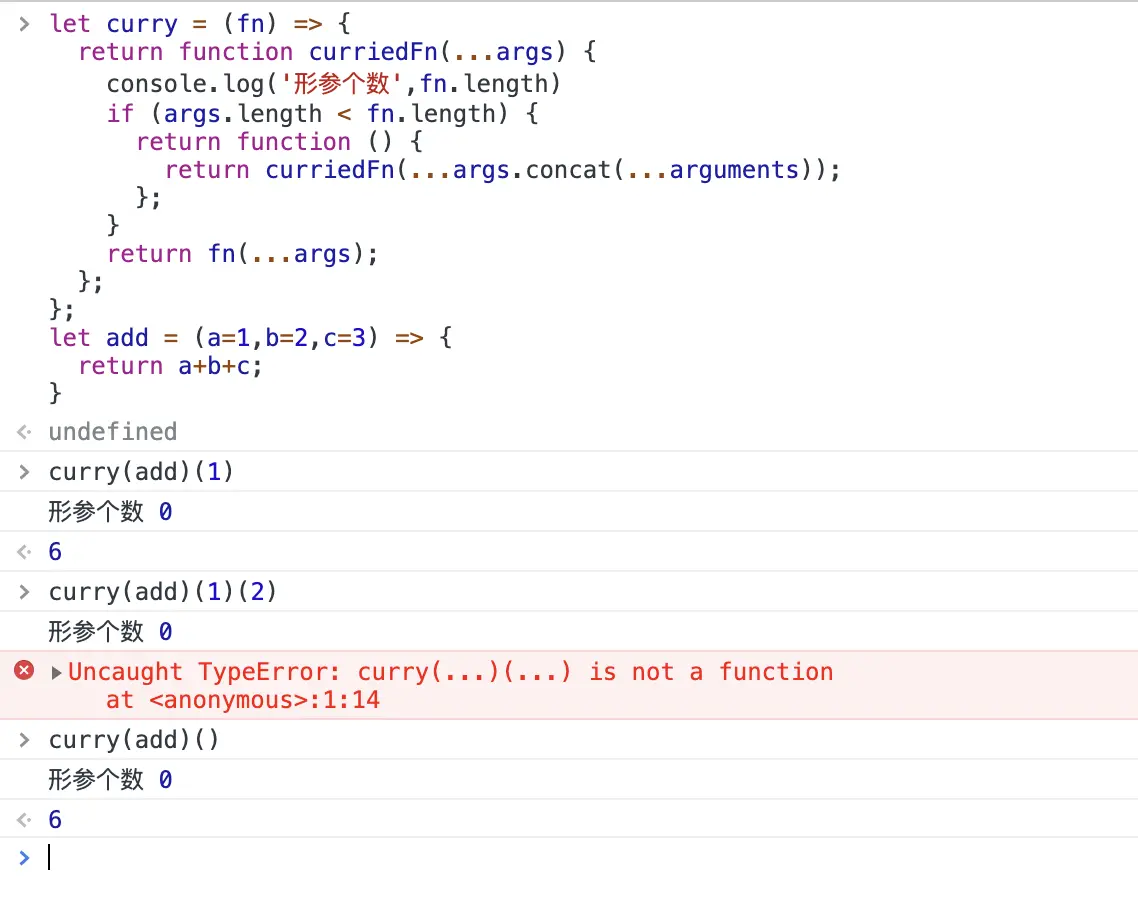 > let curry = (fn) => {
  return function curriedFn(...args) {
    console.log('形参个数',fn.length)
    if (args.length < fn.length) {
      return function () {
        return curriedFn(...args.concat(...arguments));
      };
    }
    return fn(...args);
  };
};
let add = (a=1,b=2,c=3) => {
  return a+b+c;
}
undefined
> curry(add)(1)
形参个数 0
6
> curry(add)(1)(2)
形参个数 0
Uncaught TypeError: curry(...)(...) is not a function
    at <anonymous>:1:14
> curry(add)()
形参个数 0
6
>